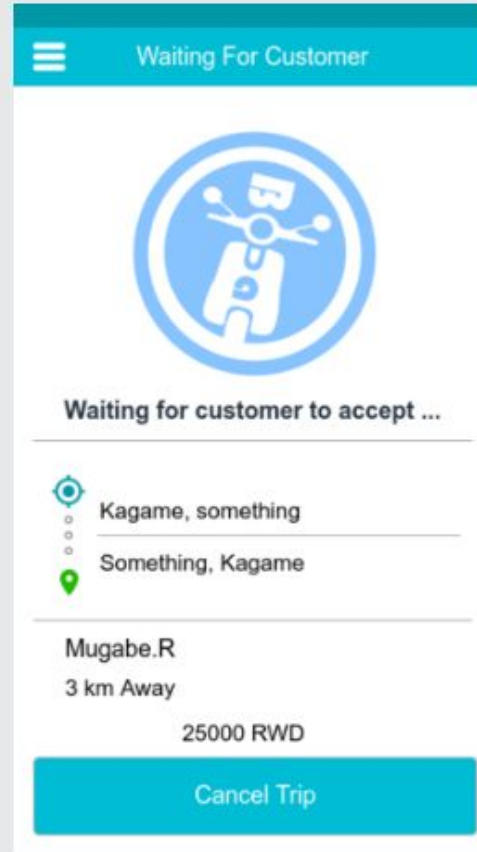 Waiting For Customer
Waiting for customer to accept ...
Kagame, something
Something, Kagame
Mugabe.R
3 km Away
25000 RWD
Cancel Trip